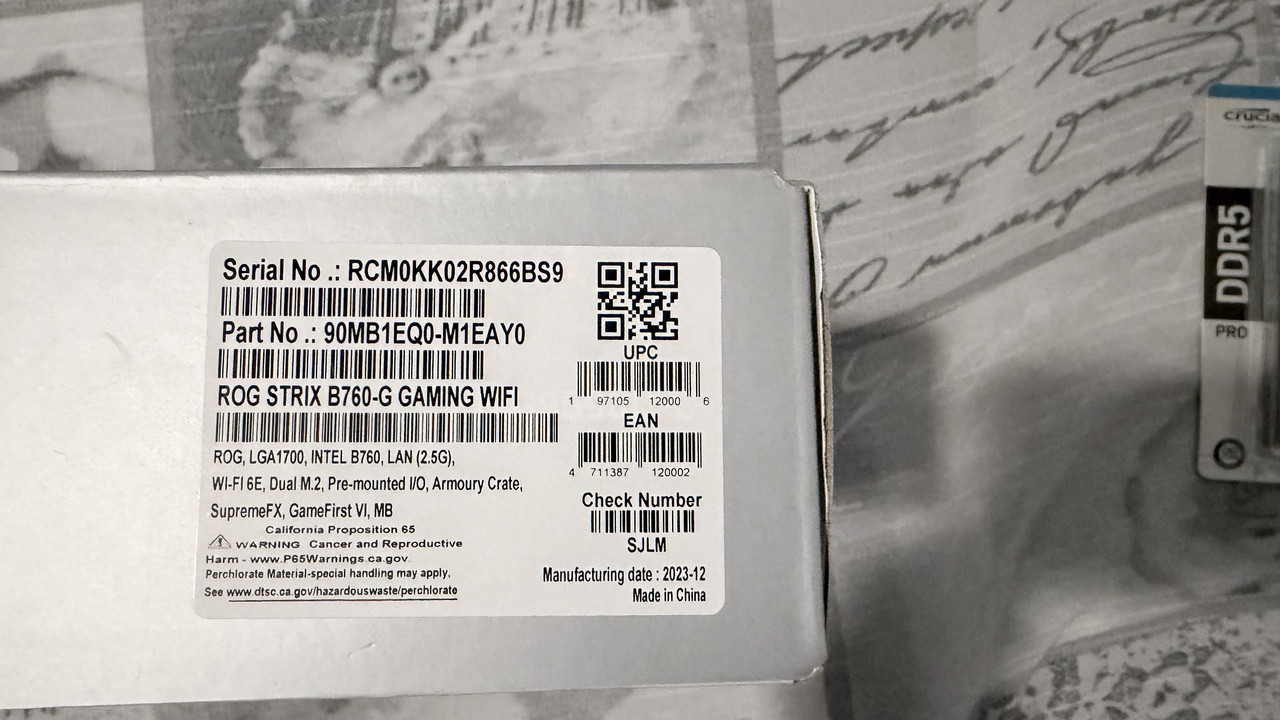 Serial No .: RCM0KK02R866BS9
Part No .: 90MB1EQ0-M1EAY0
ROG STRIX B760-G GAMING WIFI
ROG, LGA1700, INTEL B760, LAN (2.5G),
WI-FI 6E, Dual M.2, Pre-mounted I/O, Armoury Crate,
SupremeFX, GameFirst VI, MB
California Proposition 65
WARNING Cancer and Reproductive
Harm - www.P65Warnings.ca.gov.
Perchlorate Material-special handling may apply,
See www.dtsc.ca.gov/hazardouswaste/perchlorate
UPC
1 97105 12000 6
EAN
4 711387 120002
Check Number
SJLM
Manufacturing date : 2023-12
Made in China
crucia
DDR5
PRO